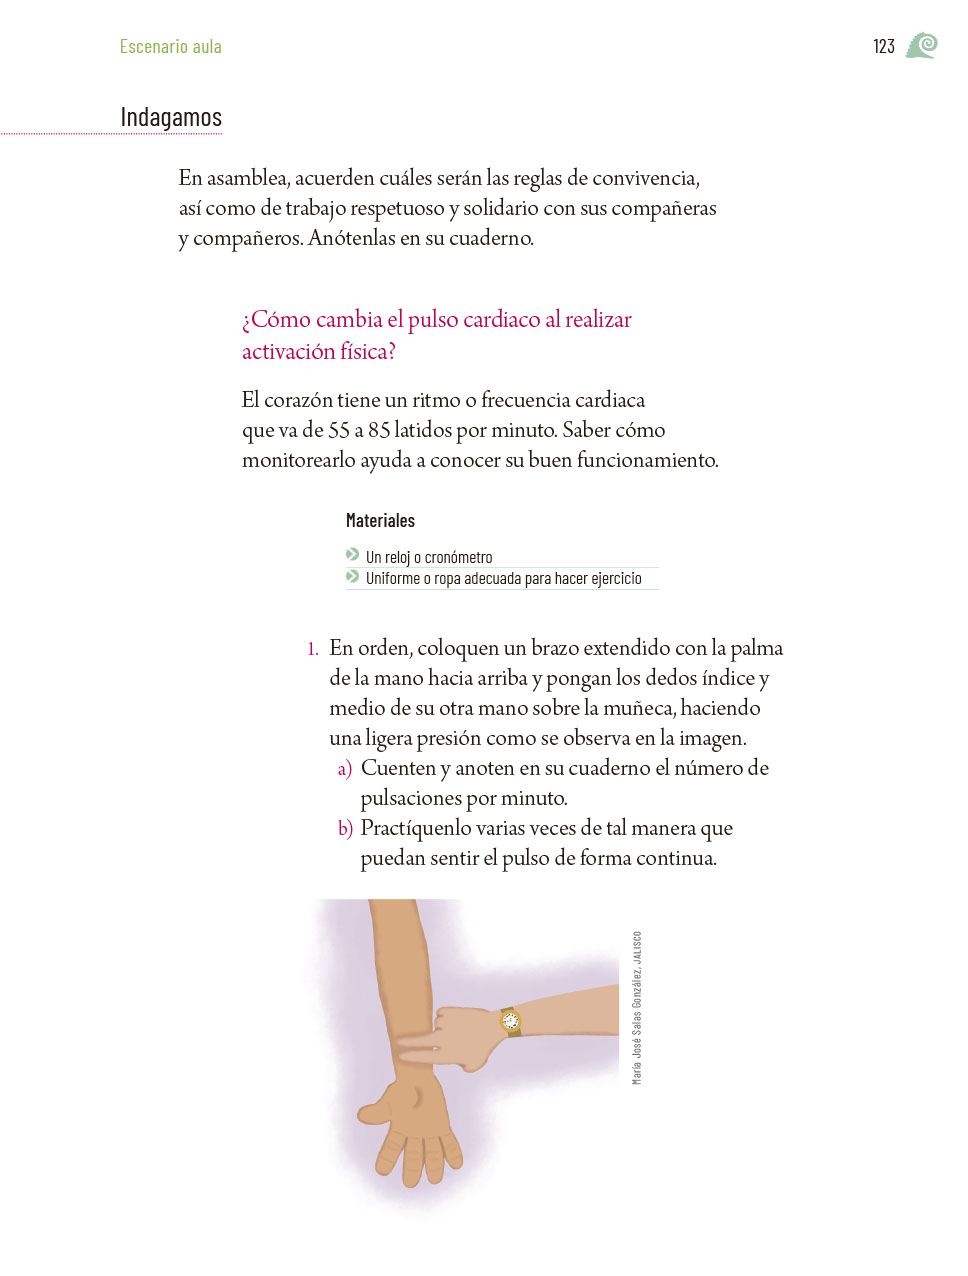 Escenario aula
123
Indagamos
En asamblea, acuerden cuáles serán las reglas de convivencia,
así como de trabajo respetuoso y solidario con sus compañeras
y compañeros. Anótenlas en su cuaderno.
¿Cómo cambia el pulso cardiaco al realizar
activación física?
El corazón tiene un ritmo o frecuencia cardiaca
que va de 55 a 85 latidos por minuto. Saber cómo
monitorearlo ayuda a conocer su buen funcionamiento.
Materiales
Un reloj o cronómetro
Uniforme o ropa adecuada para hacer ejercicio
1. En orden, coloquen un brazo extendido con la palma
de la mano hacia arriba y pongan los dedos índice y
medio de su otra mano sobre la muñeca, haciendo
una ligera presión como se observa en la imagen.
a) Cuenten y anoten en su cuaderno el número de
pulsaciones por minuto.
b) Practíquenlo varias veces de tal manera que
puedan sentir el pulso de forma continua.
María José Salas González, JALISCO